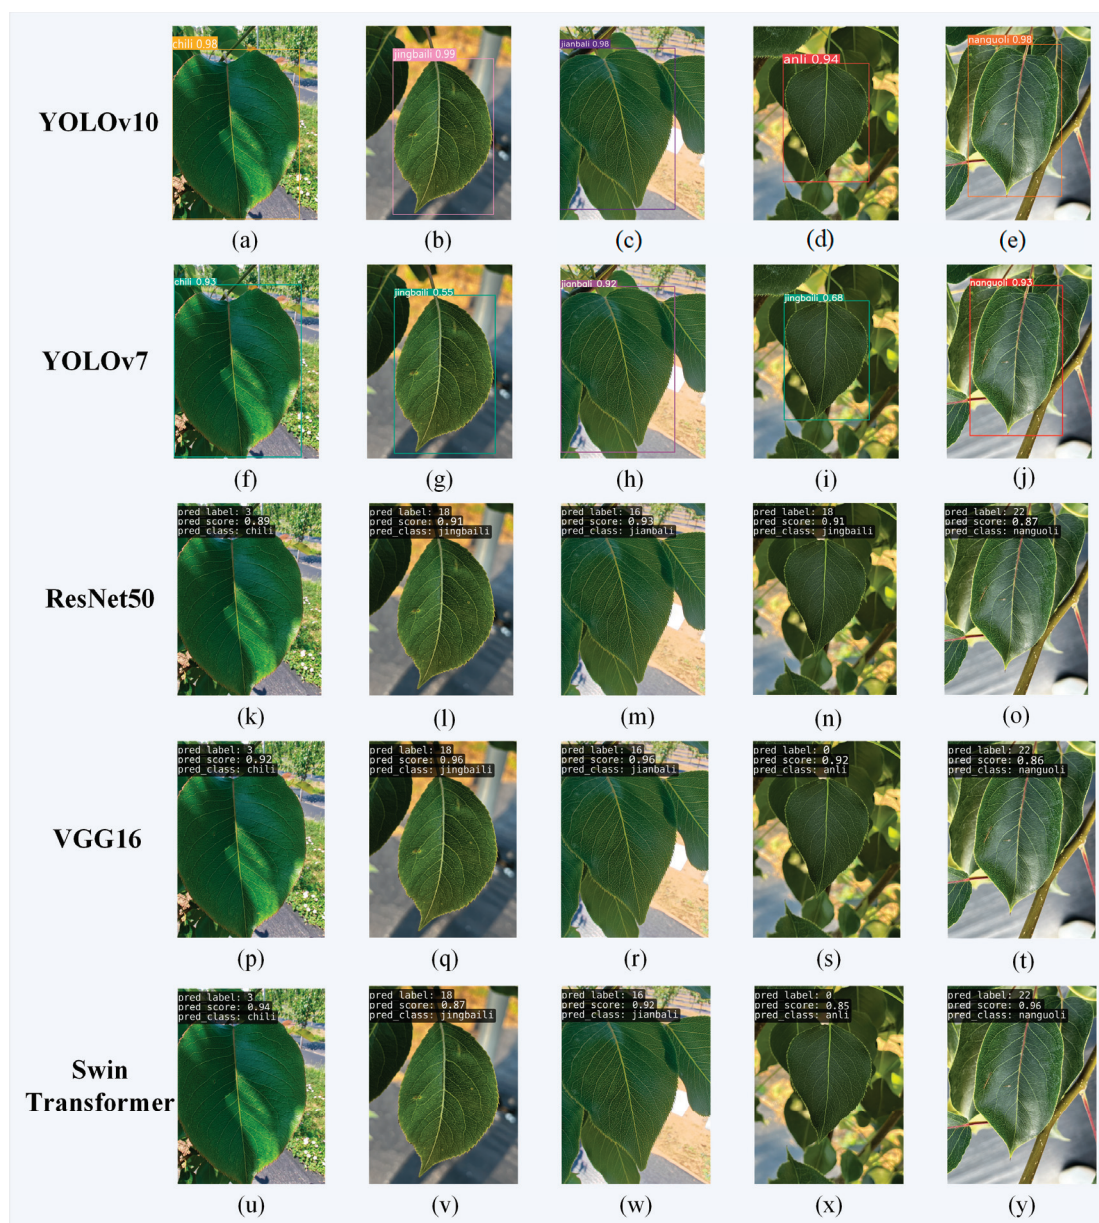 YOLOv10
chili 0.98
jingbaili 0.99
jianbali 0.98
anli 0.94
nanguoli 0.98
(a)
(b)
(c)
(d)
(e)
YOLOv7
chili 0.93
jingbaili 0.55
jianbali 0.92
jingbaili 0.68
nanguoli 0.93
(f)
(g)
(h)
(i)
(j)
ResNet50
pred label: 3
pred score: 0.89
pred_class: chili
pred label: 18
pred score: 0.91
pred_class: jingbaili
pred label: 16
pred score: 0.93
pred_class: jianbali
pred label: 18
pred score: 0.91
pred_class: jingbaili
pred label: 22
pred score: 0.87
pred_class: nanguoli
(k)
(l)
(m)
(n)
(o)
VGG16
pred label: 3
pred score: 0.92
pred_class: chili
pred label: 18
pred score: 0.96
pred_class: jingbaili
pred label: 16
pred score: 0.96
pred_class: jianbali
pred label: 0
pred score: 0.92
pred_class: anli
pred label: 22
pred score: 0.86
pred_class: nanguoli
(p)
(q)
(r)
(s)
(t)
Swin
Transformer
pred label: 3
pred score: 0.94
pred_class: chili
pred label: 18
pred score: 0.87
pred_class: jingbaili
pred label: 16
pred score: 0.92
pred_class: jianbali
pred label: 0
pred score: 0.85
pred_class: anli
pred label: 22
pred score: 0.96
pred_class: nanguoli
(u)
(v)
(w)
(x)
(y)